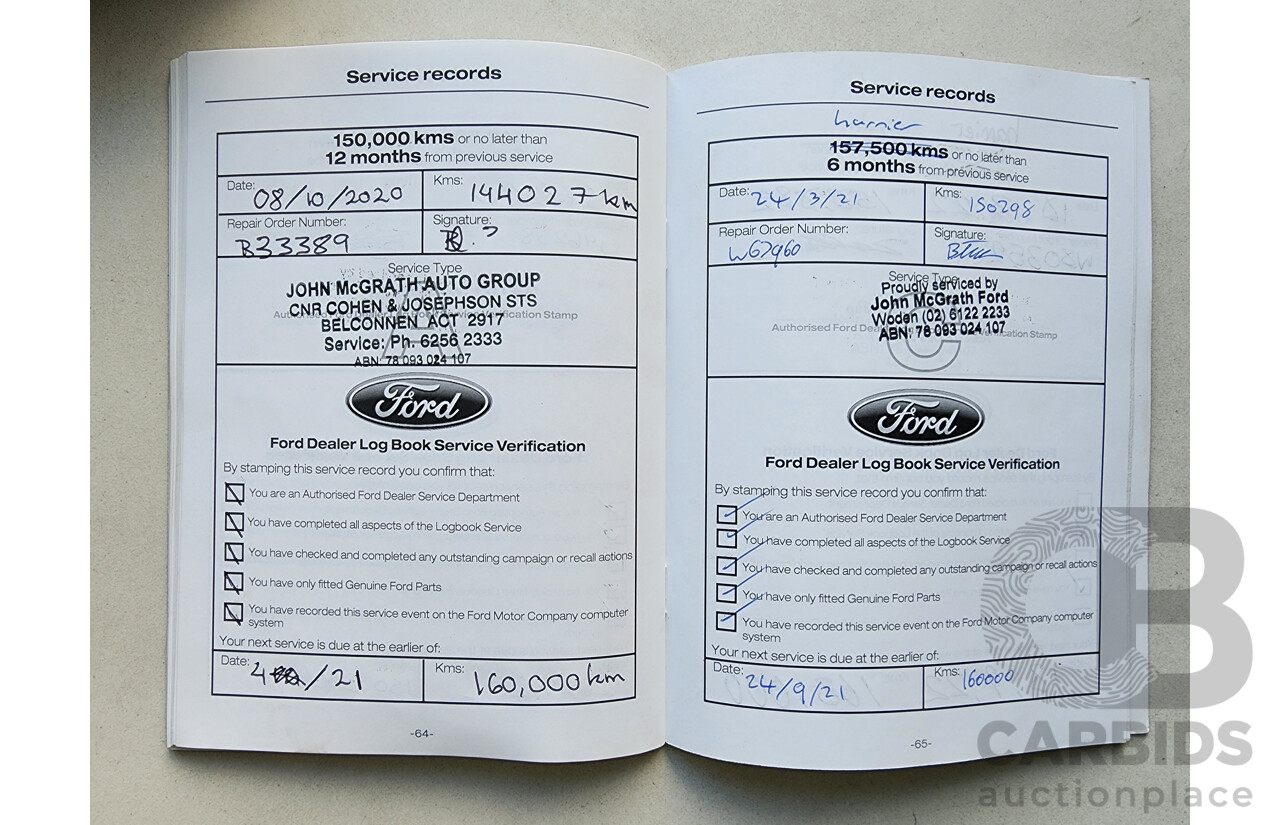 Service records
150,000 kms or no later than
12 months from previous service
Date: 08/10/2020 Kms: 144027km
Repair Order Number: B33389 Signature:
Service Type
JOHN McGRATH AUTO GROUP
CNR COHEN & JOSEPHSON STS
BELCONNEN ACT 2917
Service: Ph. 6256 2333
ABN: 78 093 024 107
Ford
Ford Dealer Log Book Service Verification
By stamping this service record you confirm that:
You are an Authorised Ford Dealer Service Department
You have completed all aspects of the Logbook Service
You have checked and completed any outstanding campaign or recall actions
You have only fitted Genuine Ford Parts
You have recorded this service event on the Ford Motor Company computer
system
Your next service is due at the earlier of:
Date: /21 Kms: 160,000km
-64-
Service records
harrier
157,500 kms or no later than
6 months from previous service
Date: 24/3/21 Kms: 150298
Repair Order Number: Signature:
Service Type
Proudly serviced by
John McGrath Ford
Woden (02) 6122 2233
ABN: 78 093 024 107
Authorised Ford Verification Stamp
C
Ford
Ford Dealer Log Book Service Verification
By stamping this service record you confirm that:
You are an Authorised Ford Dealer Service Department
You have completed all aspects of the Logbook Service
You have checked and completed any outstanding campaign or recall actions
You have only fitted Genuine Ford Parts
You have recorded this service event on the Ford Motor Company computer
system
Your next service is due at the earlier of:
Date: 24/9/21 Kms: 160000
-65-
CB
CARBIDS
auctionplace